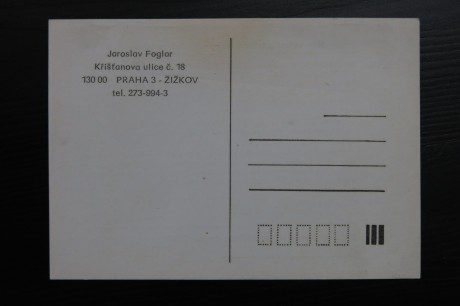 Jaroslav Foglar
Křišťanova ulice č. 18
130 00 PRAHA 3 - ŽIŽKOV
tel. 273-994-3